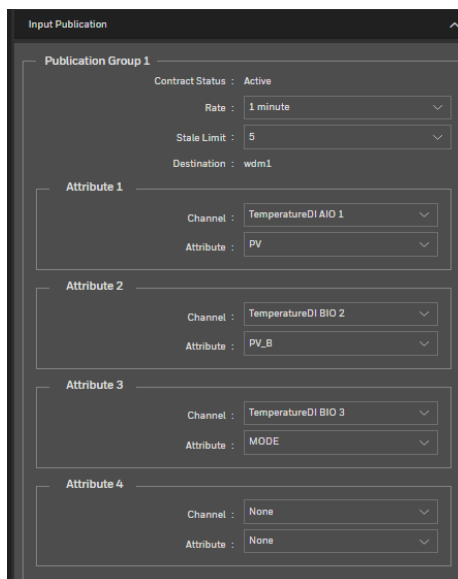 Input Publication
Publication Group 1
Contract Status : Active
Rate : 1 minute
Stale Limit : 5
Destination : wdm1
Attribute 1
Channel : TemperatureDI AIO 1
Attribute : PV
Attribute 2
Channel : TemperatureDI BIO 2
Attribute : PV_B
Attribute 3
Channel : TemperatureDI BIO 3
Attribute : MODE
Attribute 4
Channel : None
Attribute : None